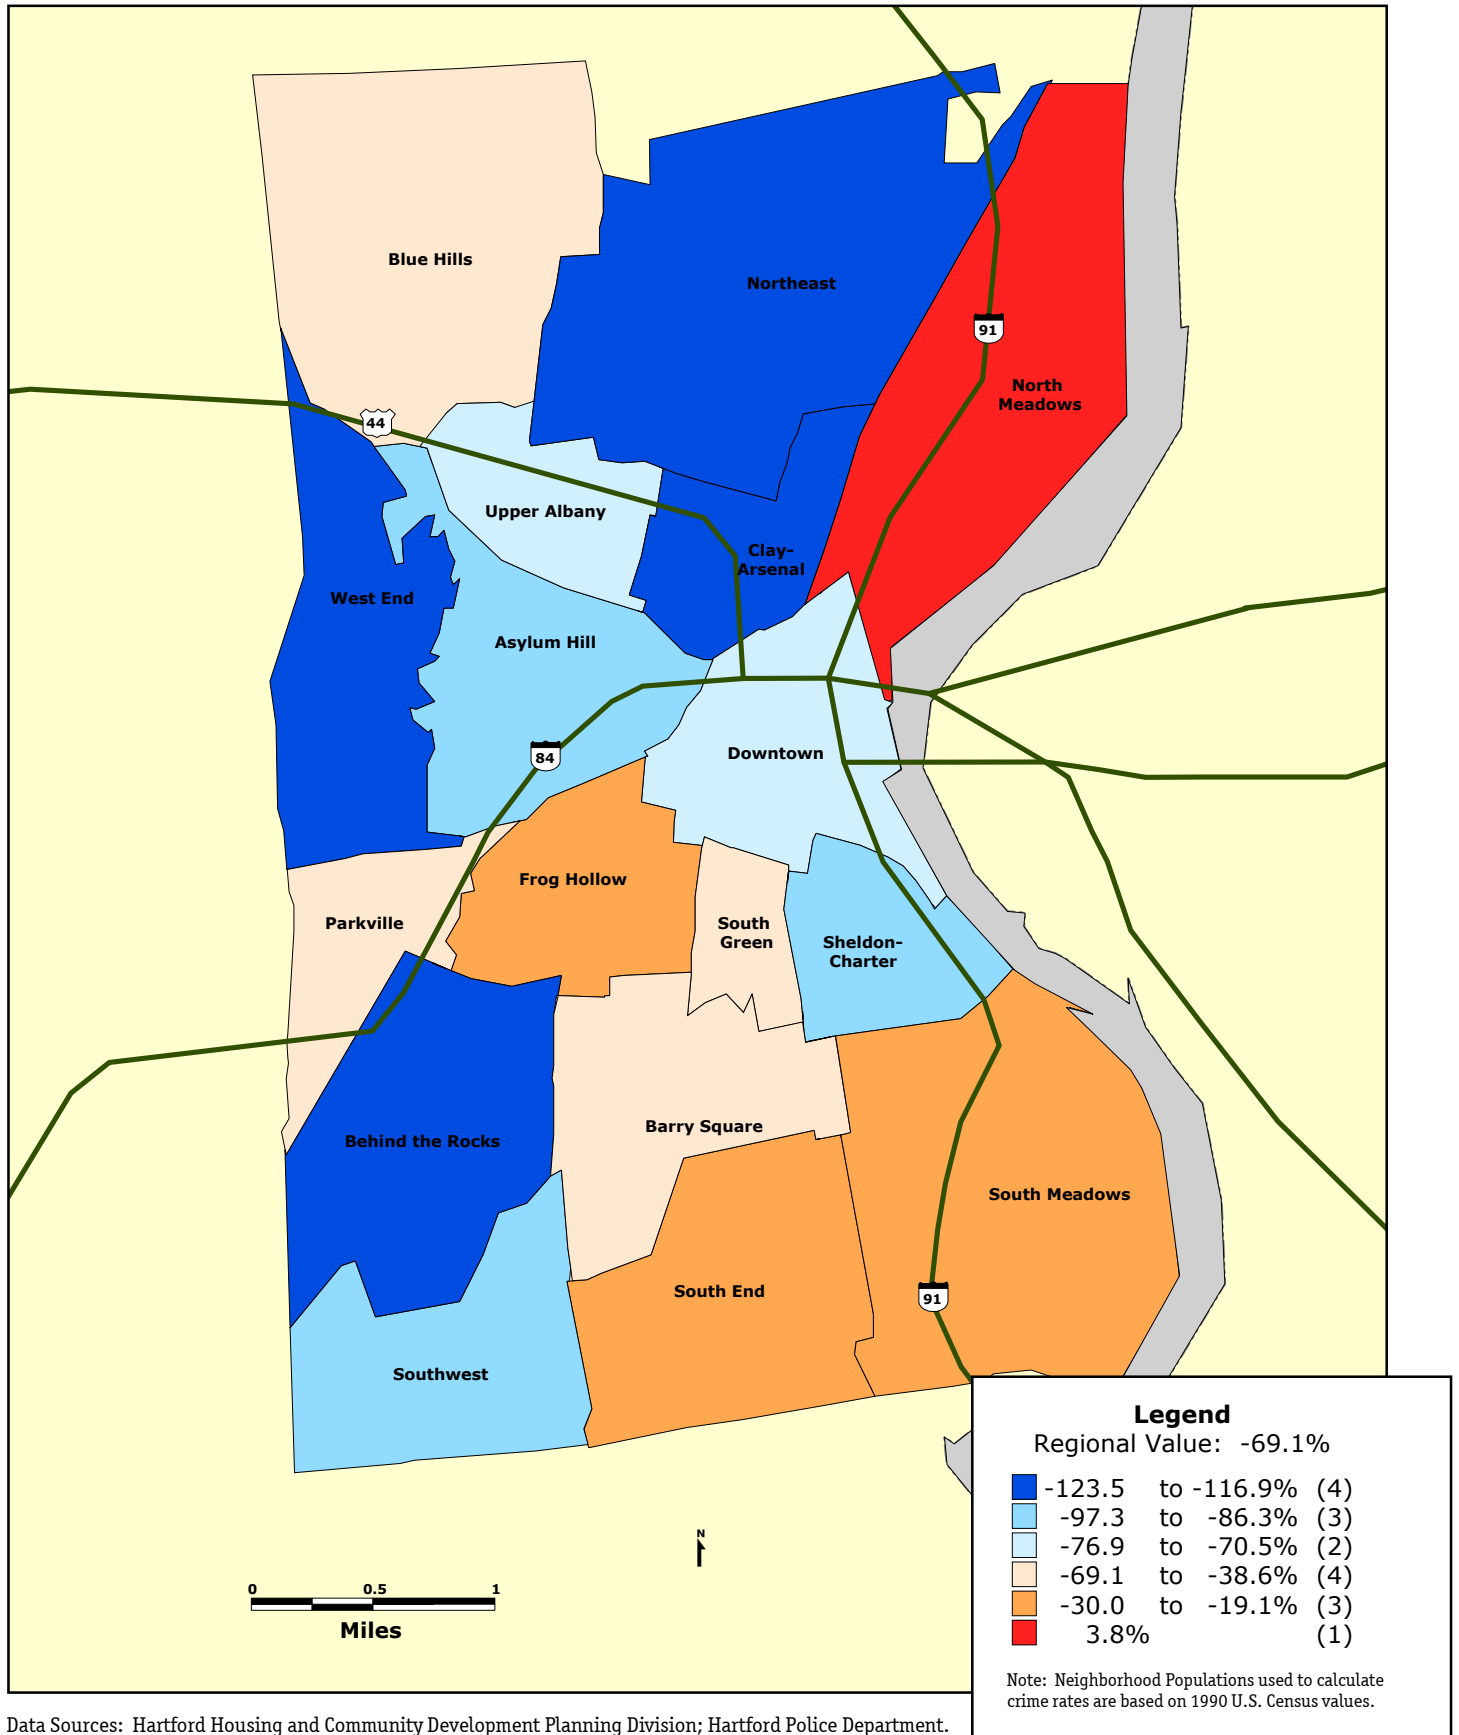 Blue Hills
Northeast
91
North
Meadows
44
Upper Albany
Clay-
Arsenal
West End
Asylum Hill
84
Downtown
Frog Hollow
Parkville
South
Green
Sheldon-
Charter
Behind the Rocks
Barry Square
South Meadows
South End
91
Southwest
N
0 0.5 1
Miles
Legend
Regional Value: -69.1%
-123.5 to -116.9% (4)
-97.3 to -86.3% (3)
-76.9 to -70.5% (2)
-69.1 to -38.6% (4)
-30.0 to -19.1% (3)
3.8% (1)
Note: Neighborhood Populations used to calculate
crime rates are based on 1990 U.S. Census values.
Data Sources: Hartford Housing and Community Development Planning Division; Hartford Police Department.